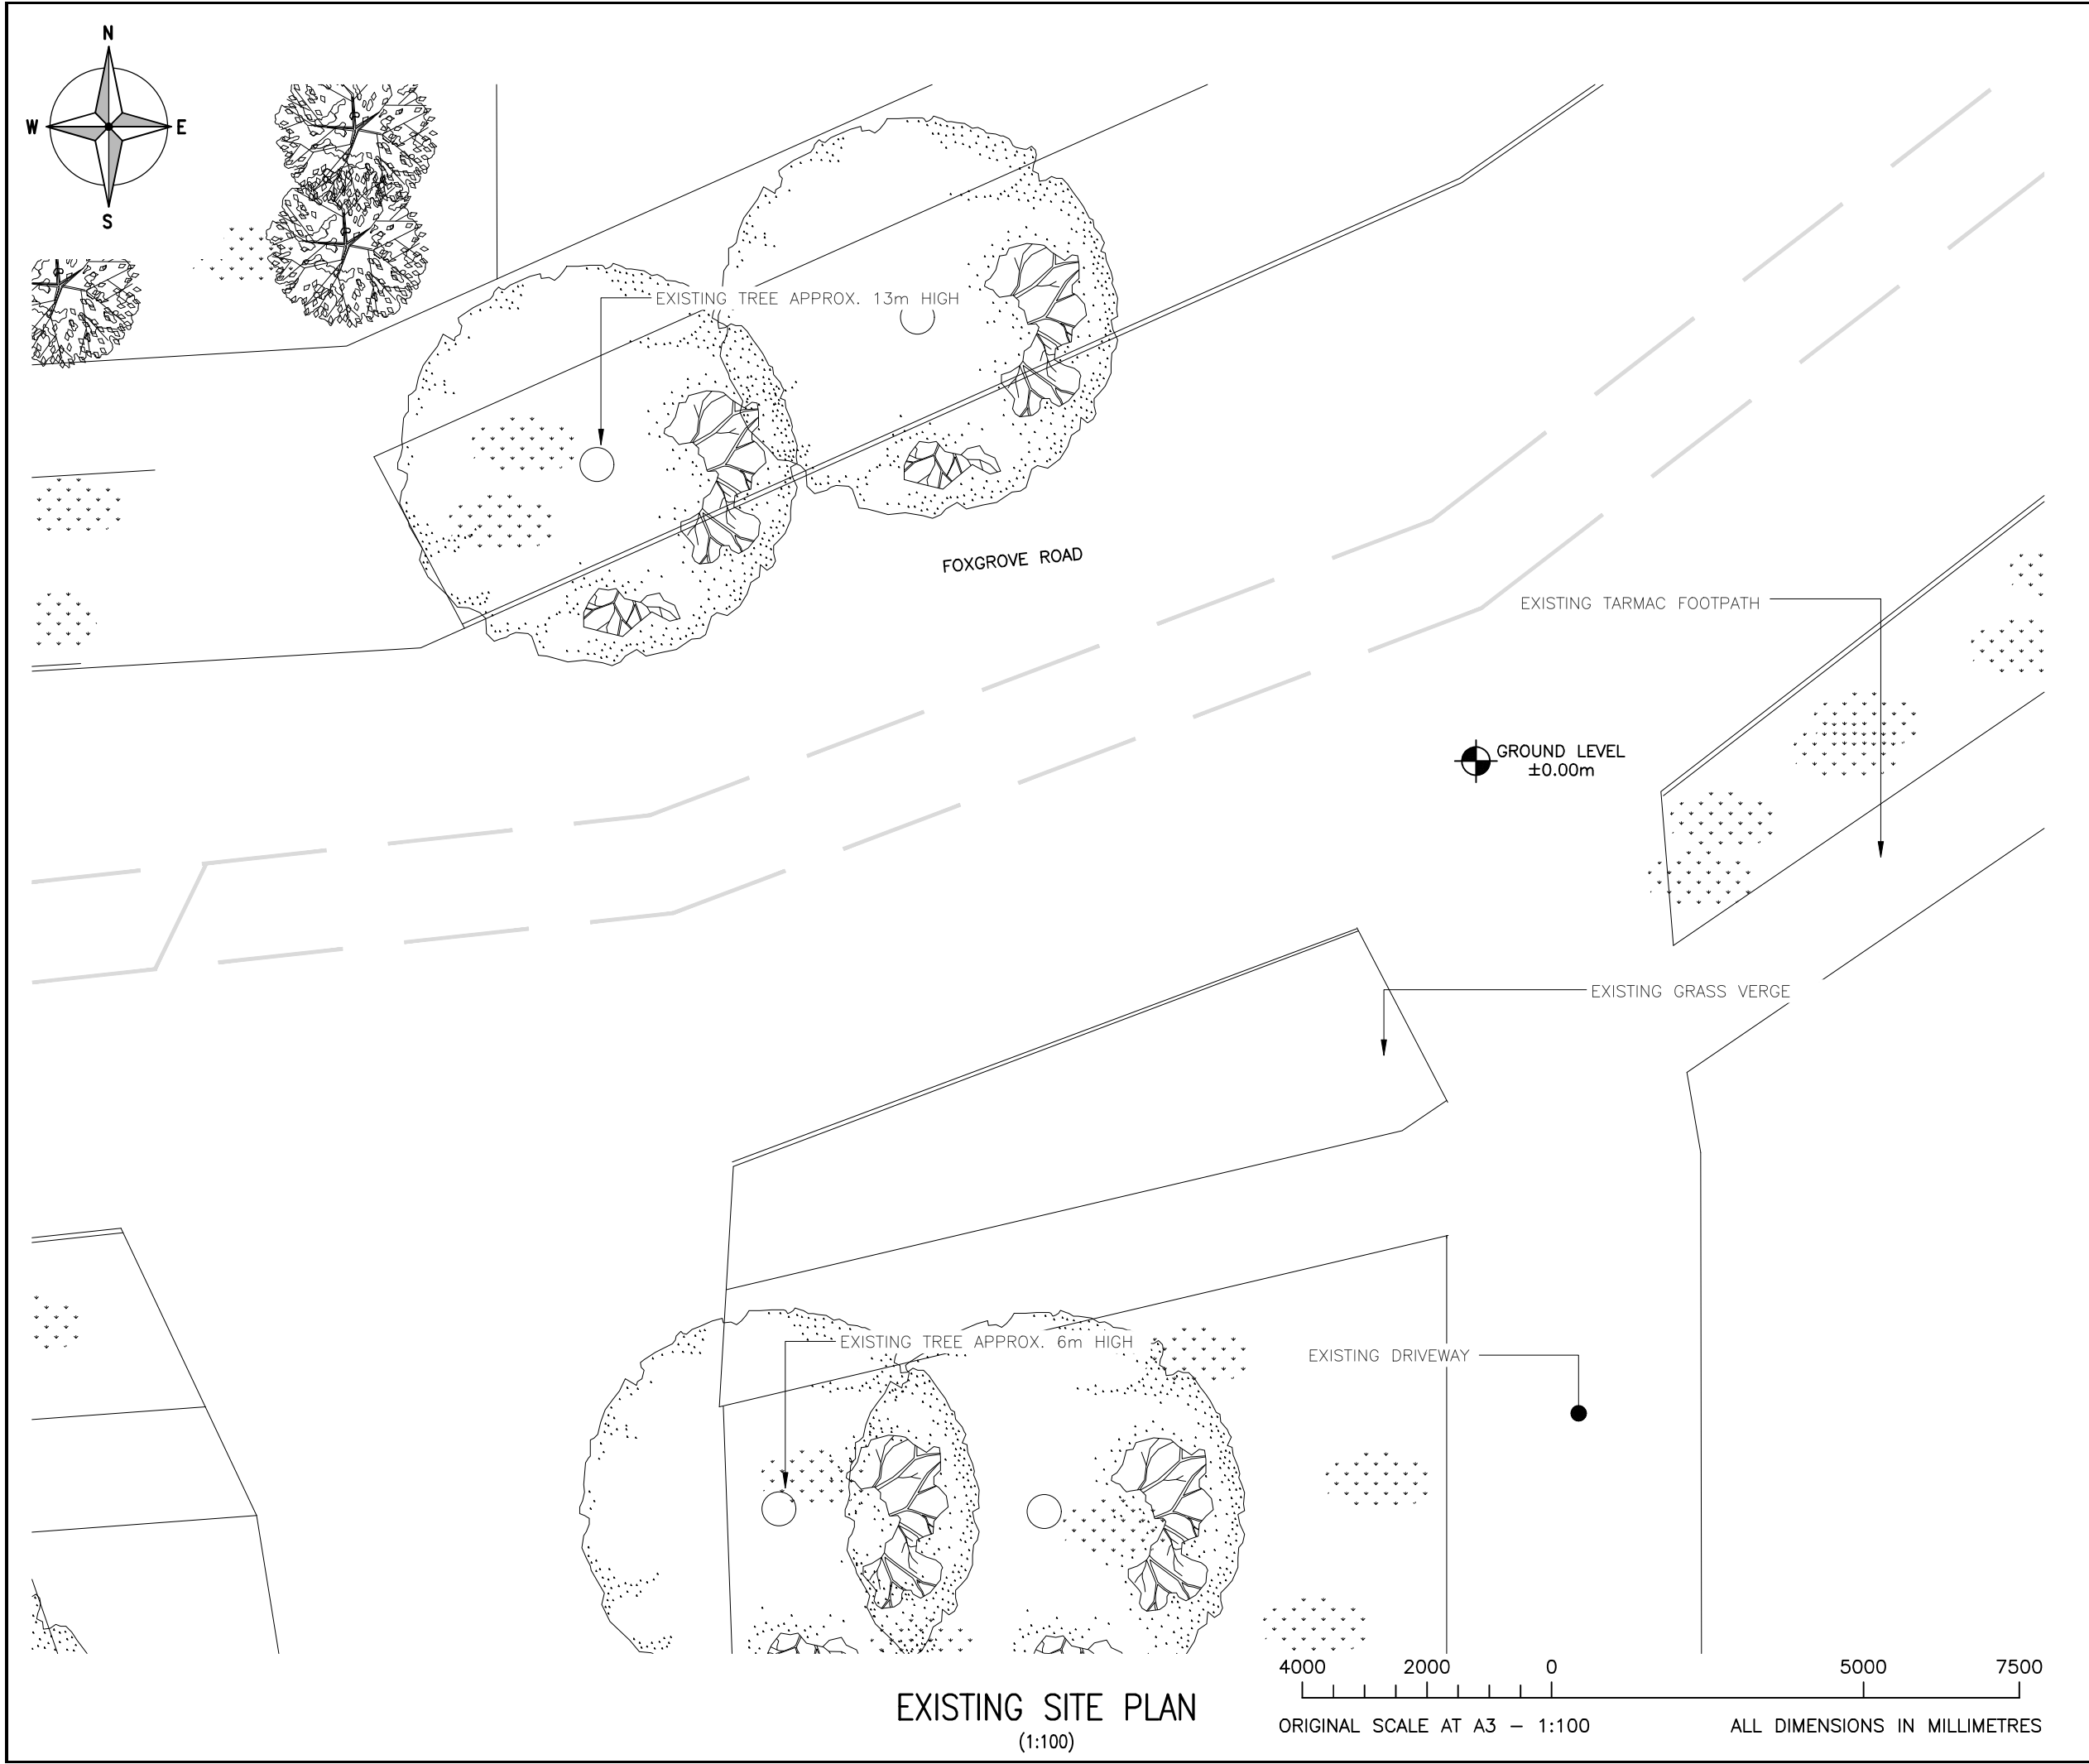 N
W E
S
EXISTING TREE APPROX. 13m HIGH
FOXGROVE ROAD
EXISTING TARMAC FOOTPATH
GROUND LEVEL
±0.00m
EXISTING GRASS VERGE
EXISTING TREE APPROX. 6m HIGH
EXISTING DRIVEWAY
4000 2000 0 5000 7500
EXISTING SITE PLAN
(1:100)
ORIGINAL SCALE AT A3 – 1:100
ALL DIMENSIONS IN MILLIMETRES